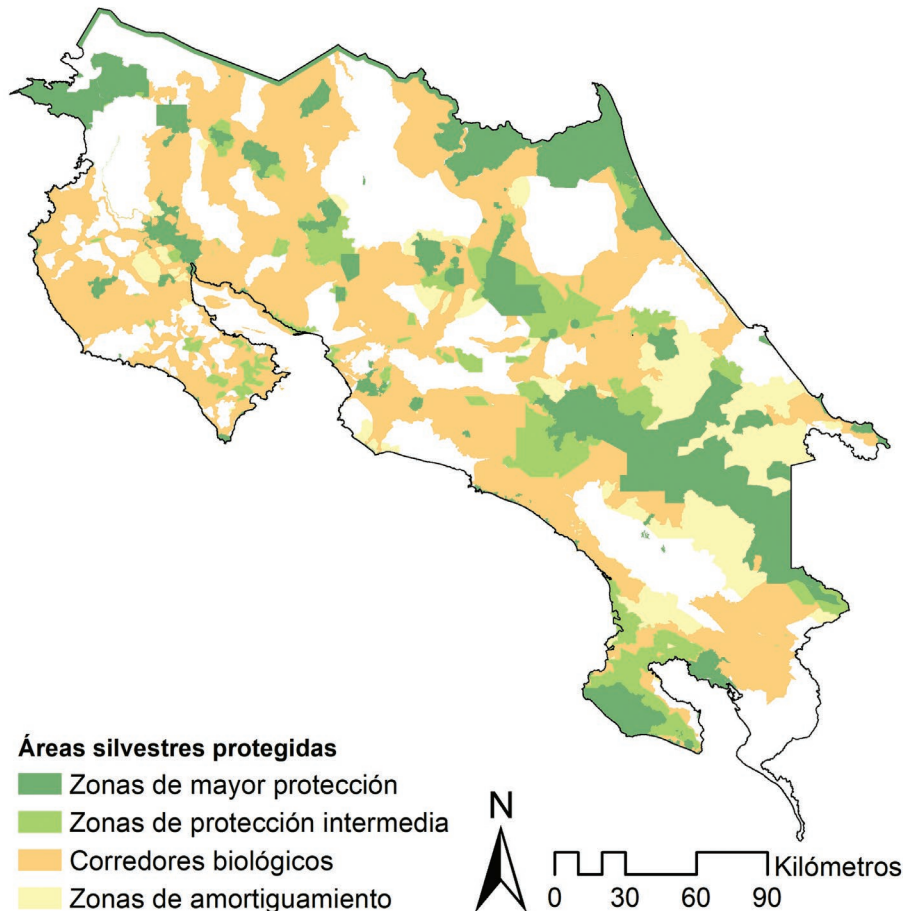 Áreas silvestres protegidas
Zonas de mayor protección
Zonas de protección intermedia
Corredores biológicos
Zonas de amortiguamiento
N
Kilómetros
0 30 60 90